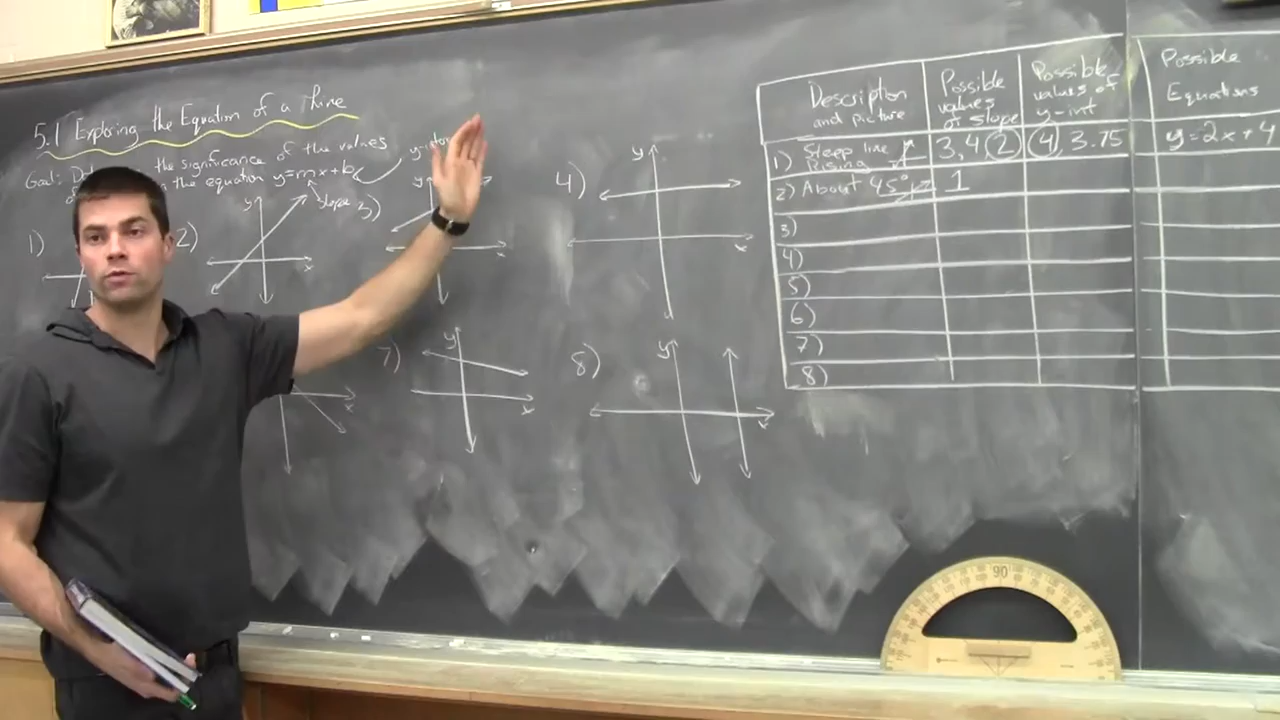 5.1 Exploring the Equation of a Line
Goal: the significance of the values
the equation y=mx+b
slope
1)
2)
y
x
3)
y
x
4)
y
x
x
7)
y
x
8)
y
x
Description and picture
Possible values of slope
Possible values of y-int
Possible Equations
1) Steep line Rising 3, 4, 2 4, 3.75 y=2x+4
2) About 45° 1
3)
4)
5)
6)
7)
8)
90